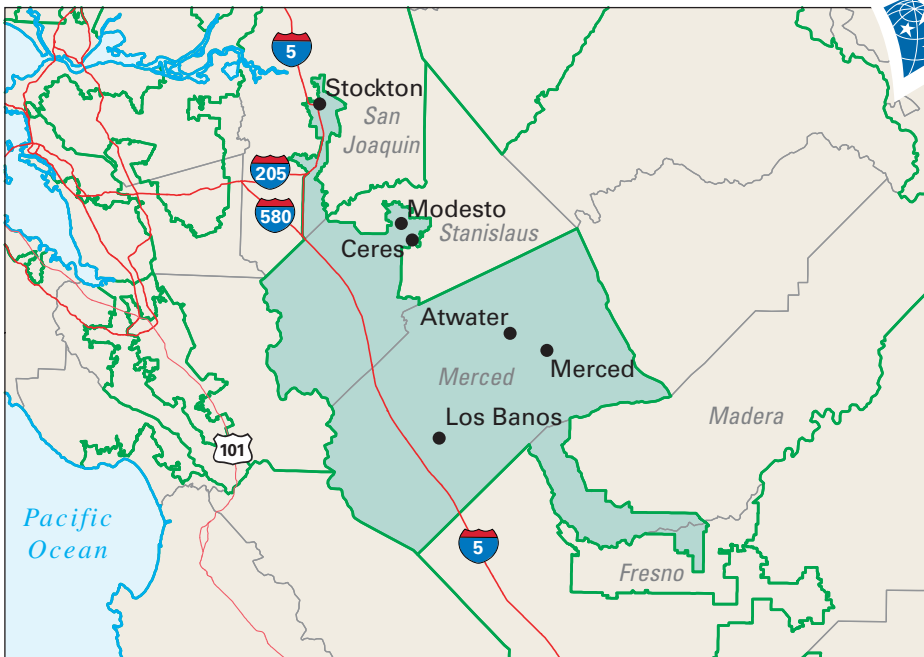 5
Stockton
San
Joaquin
205
580
Modesto
Stanislaus
Ceres
Atwater
Merced
Merced
Los Banos
Madera
101
Pacific
Ocean
5
Fresno